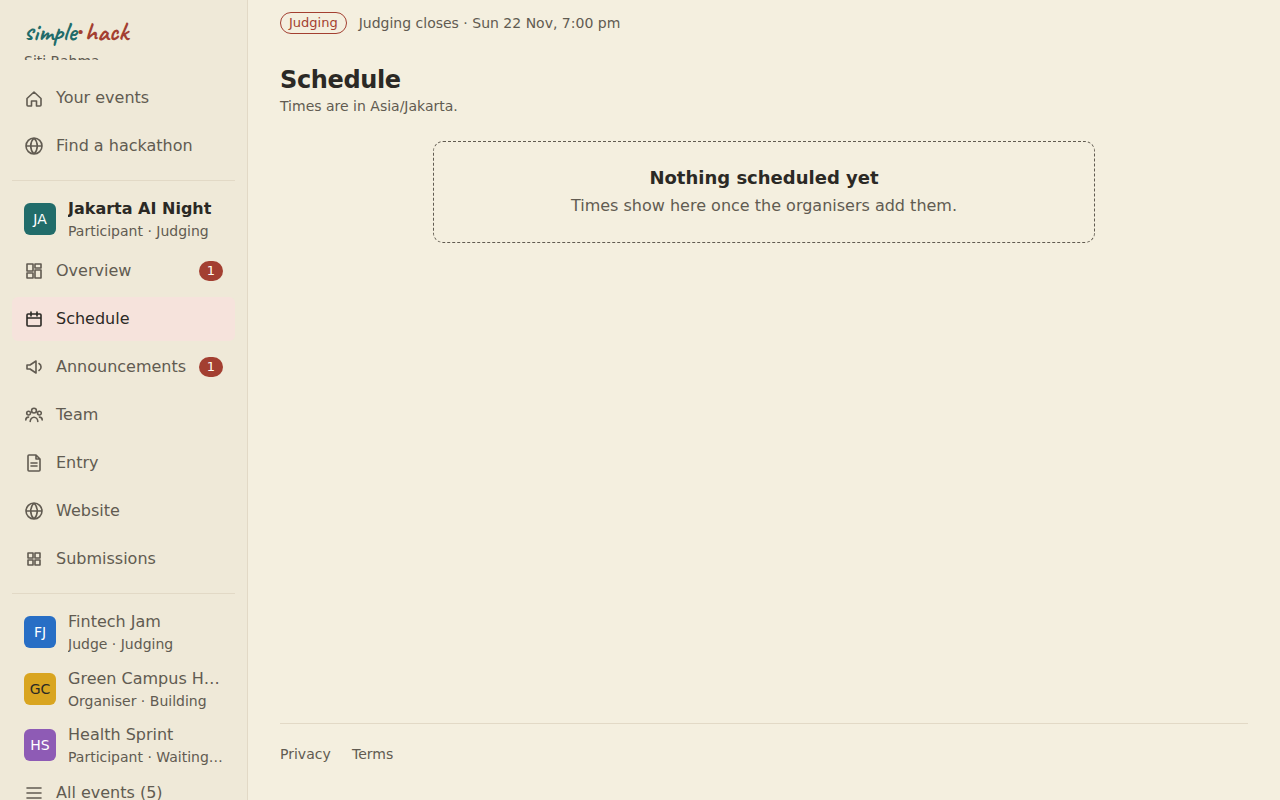 simple·hack
Siti Rahma
Your events
Find a hackathon
JA
Jakarta AI Night
Participant · Judging
Overview
1
Schedule
Announcements
1
Team
Entry
Website
Submissions
FJ
Fintech Jam
Judge · Judging
GC
Green Campus H…
Organiser · Building
HS
Health Sprint
Participant · Waiting…
All events (5)
Judging
Judging closes · Sun 22 Nov, 7:00 pm
Schedule
Times are in Asia/Jakarta.
Nothing scheduled yet
Times show here once the organisers add them.
Privacy
Terms